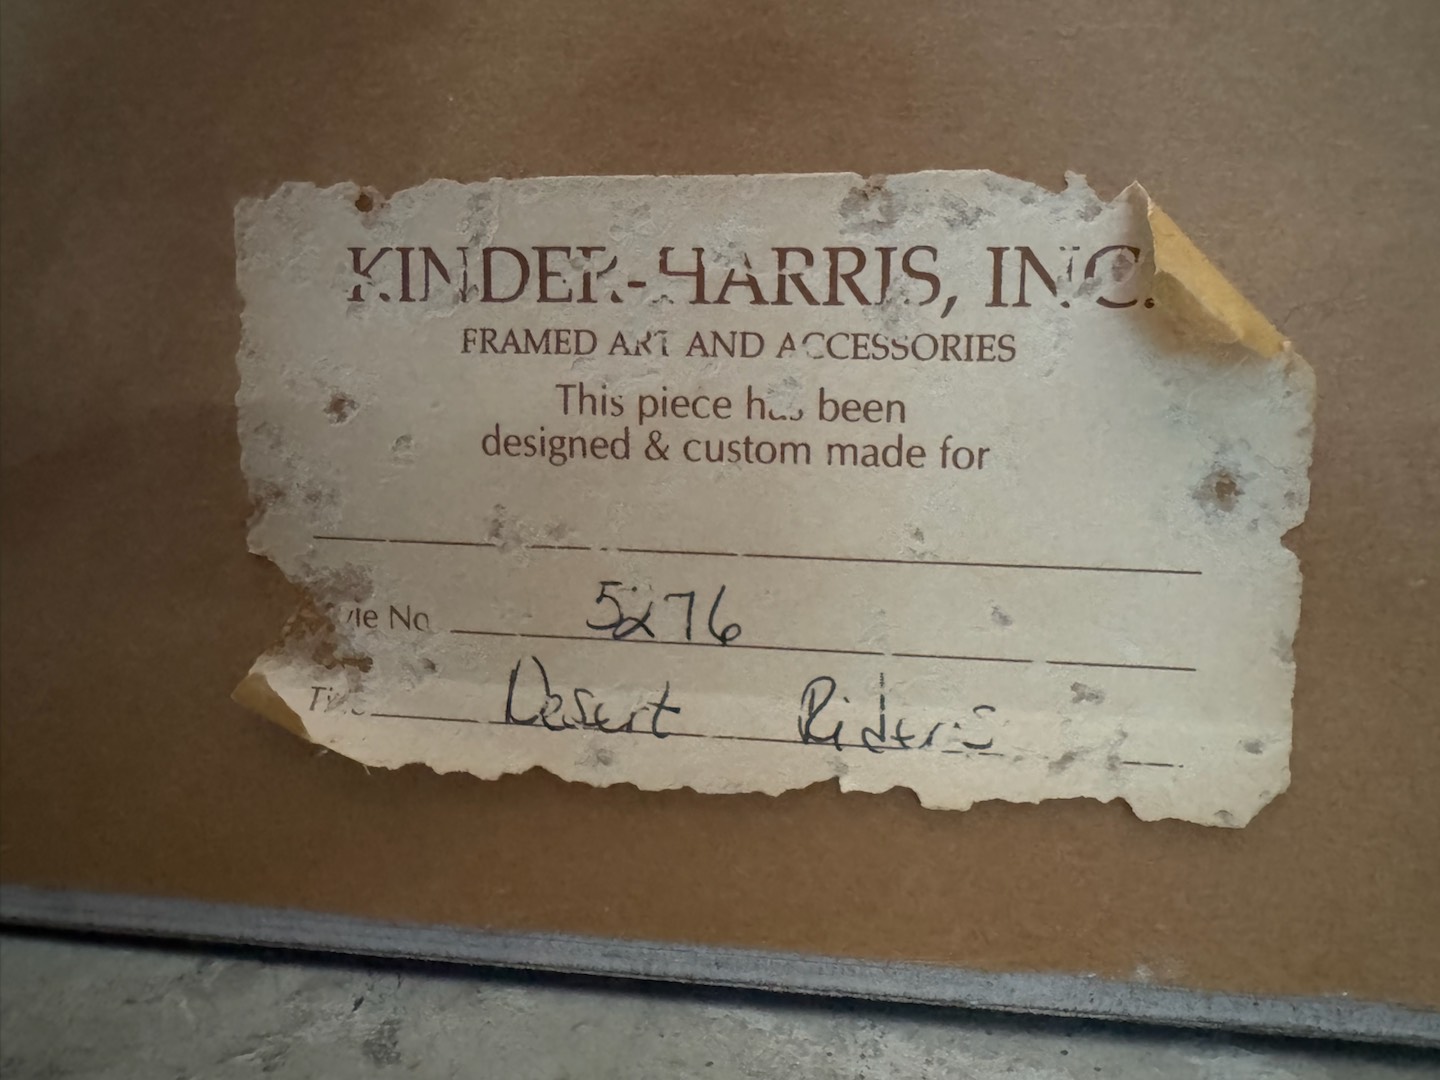 KINDER-HARRIS, INC.
FRAMED ART AND ACCESSORIES
This piece has been
designed & custom made for
No. 5276
Title Desert Riders